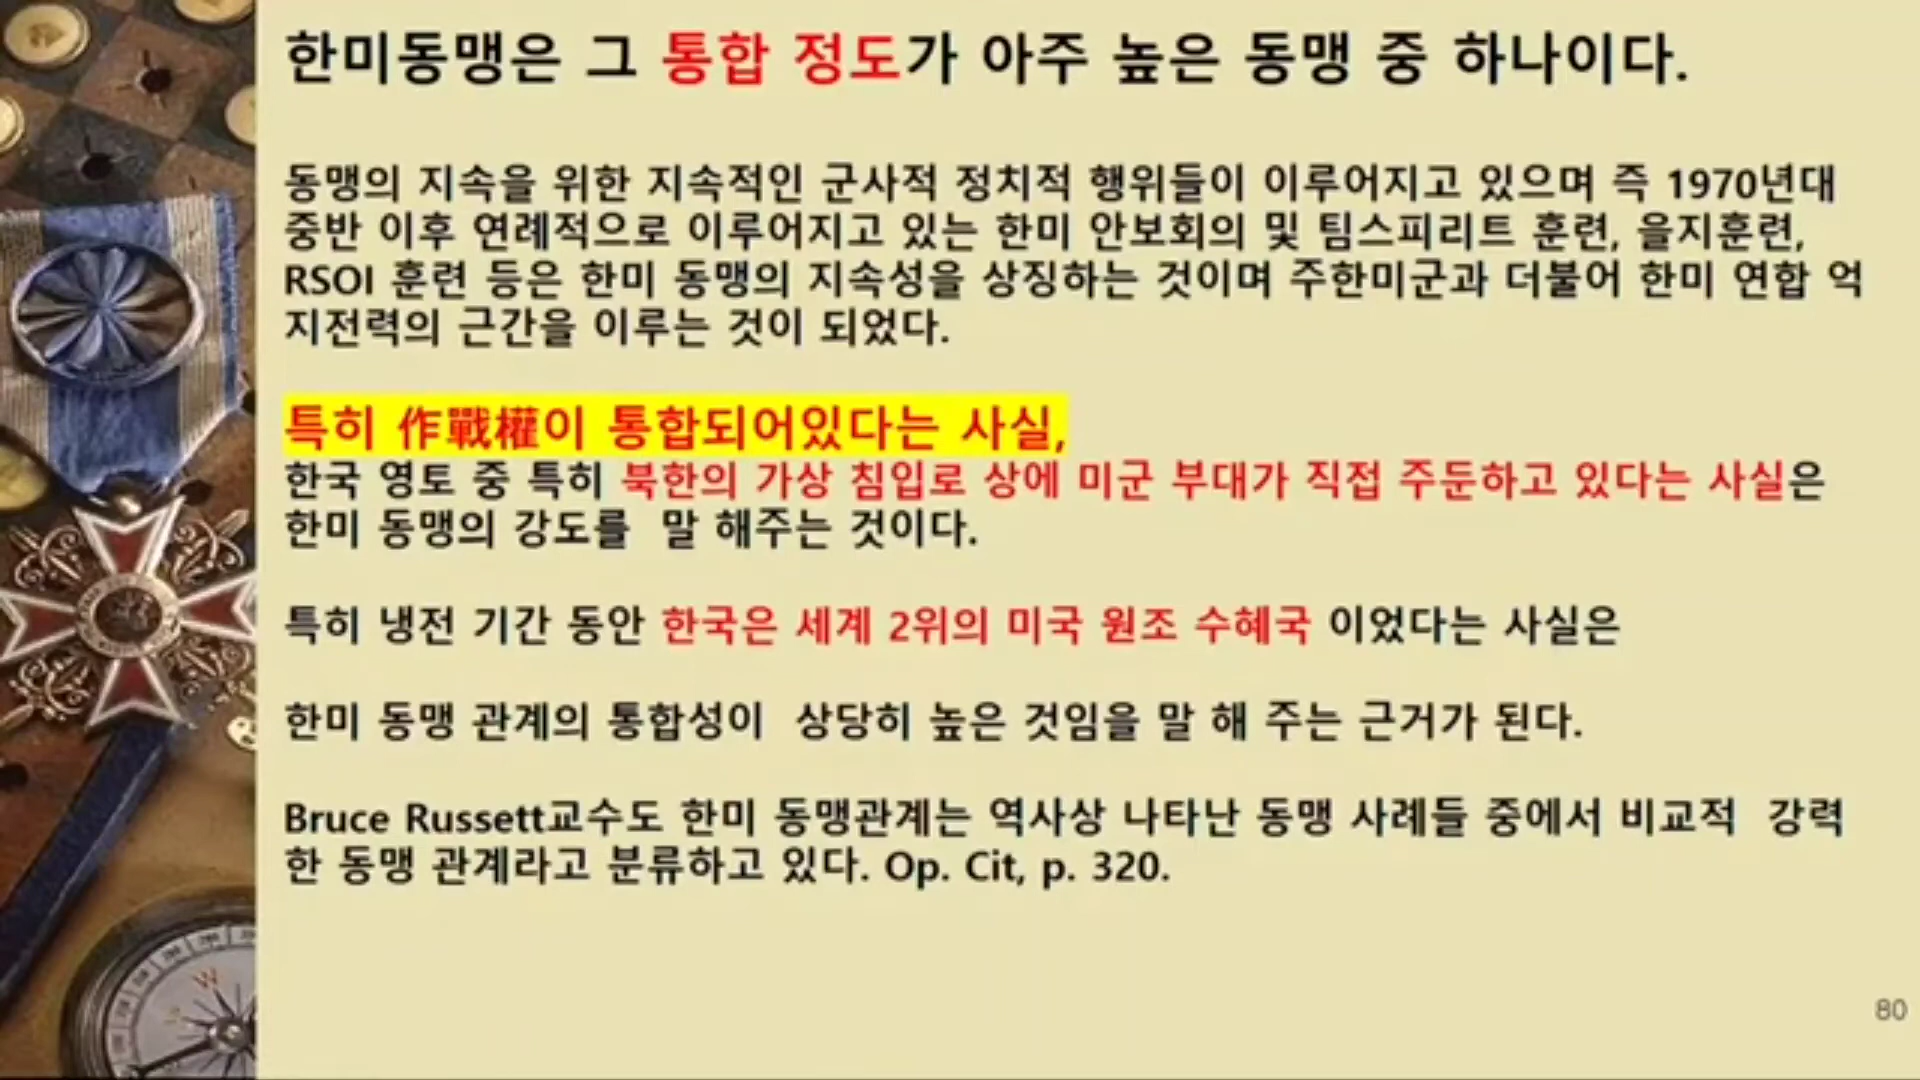 한미동맹은 그 통합 정도가 아주 높은 동맹 중 하나이다.
동맹의 지속을 위한 지속적인 군사적 정치적 행위들이 이루어지고 있으며 즉 1970년대
중반 이후 연례적으로 이루어지고 있는 한미 안보회의 및 팀스피리트 훈련, 을지훈련,
RSOI 훈련 등은 한미 동맹의 지속성을 상징하는 것이며 주한미군과 더불어 한미 연합 억
지전력의 근간을 이루는 것이 되었다.
특히 作戰權이 통합되어있다는 사실,
한국 영토 중 특히 북한의 가상 침입로 상에 미군 부대가 직접 주둔하고 있다는 사실은
한미 동맹의 강도를 말 해주는 것이다.
특히 냉전 기간 동안 한국은 세계 2위의 미국 원조 수혜국 이었다는 사실은
한미 동맹 관계의 통합성이 상당히 높은 것임을 말 해 주는 근거가 된다.
Bruce Russett교수도 한미 동맹관계는 역사상 나타난 동맹 사례들 중에서 비교적 강력
한 동맹 관계라고 분류하고 있다. Op. Cit, p. 320.
80
W